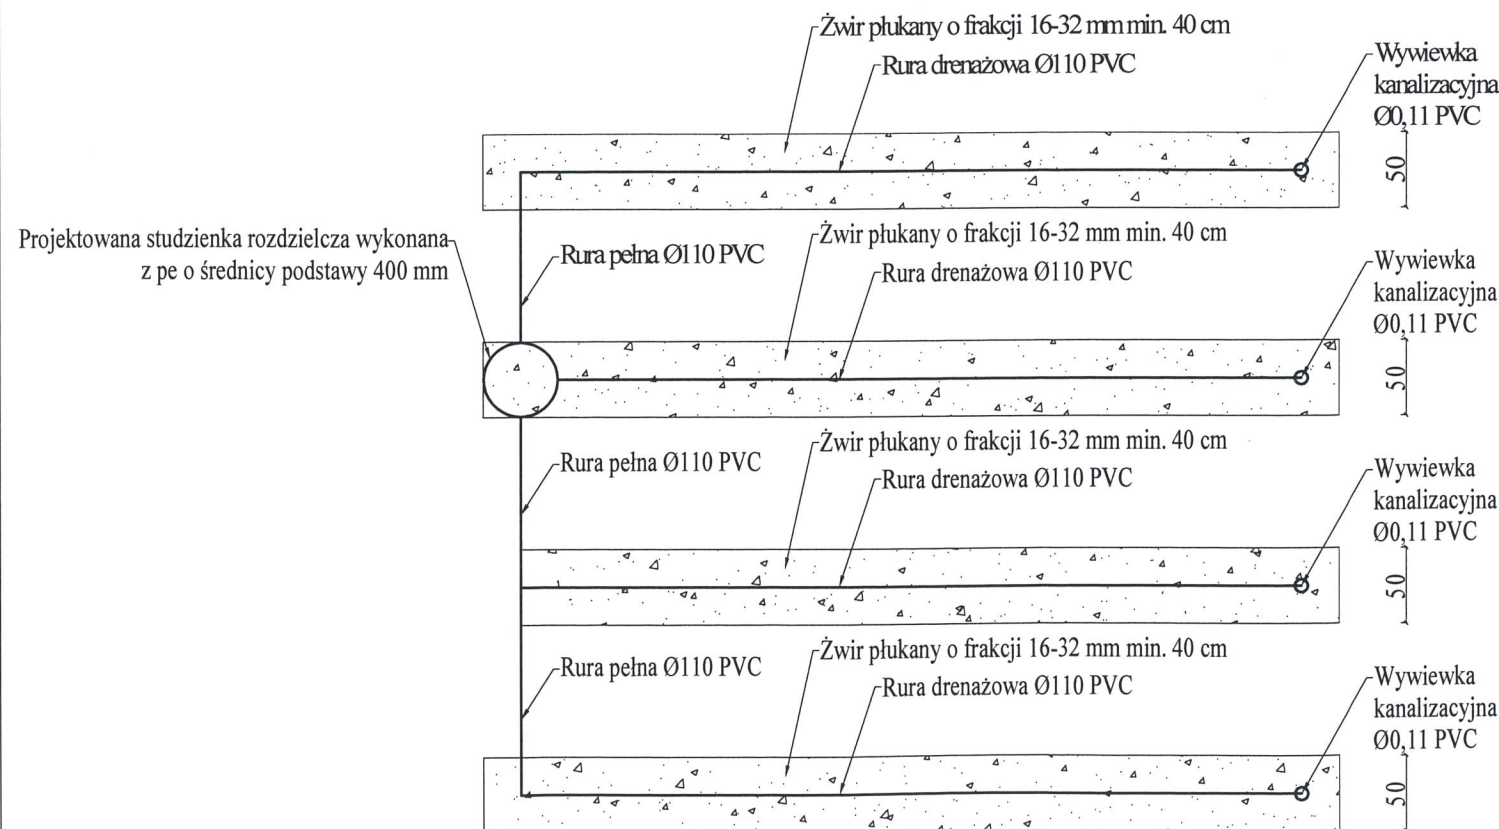 Żwir płukany o frakcji 16-32 mm min. 40 cm
Rura drenażowa Ø110 PVC
Wywiewka
kanalizacyjna
Ø0,11 PVC
50
Projektowana studzienka rozdzielcza wykonana
z pe o średnicy podstawy 400 mm
Rura pełna Ø110 PVC
Żwir płukany o frakcji 16-32 mm min. 40 cm
Rura drenażowa Ø110 PVC
Wywiewka
kanalizacyjna
Ø0,11 PVC
50
Rura pełna Ø110 PVC
Żwir płukany o frakcji 16-32 mm min. 40 cm
Rura drenażowa Ø110 PVC
Wywiewka
kanalizacyjna
Ø0,11 PVC
50
Rura pełna Ø110 PVC
Żwir płukany o frakcji 16-32 mm min. 40 cm
Rura drenażowa Ø110 PVC
Wywiewka
kanalizacyjna
Ø0,11 PVC
50